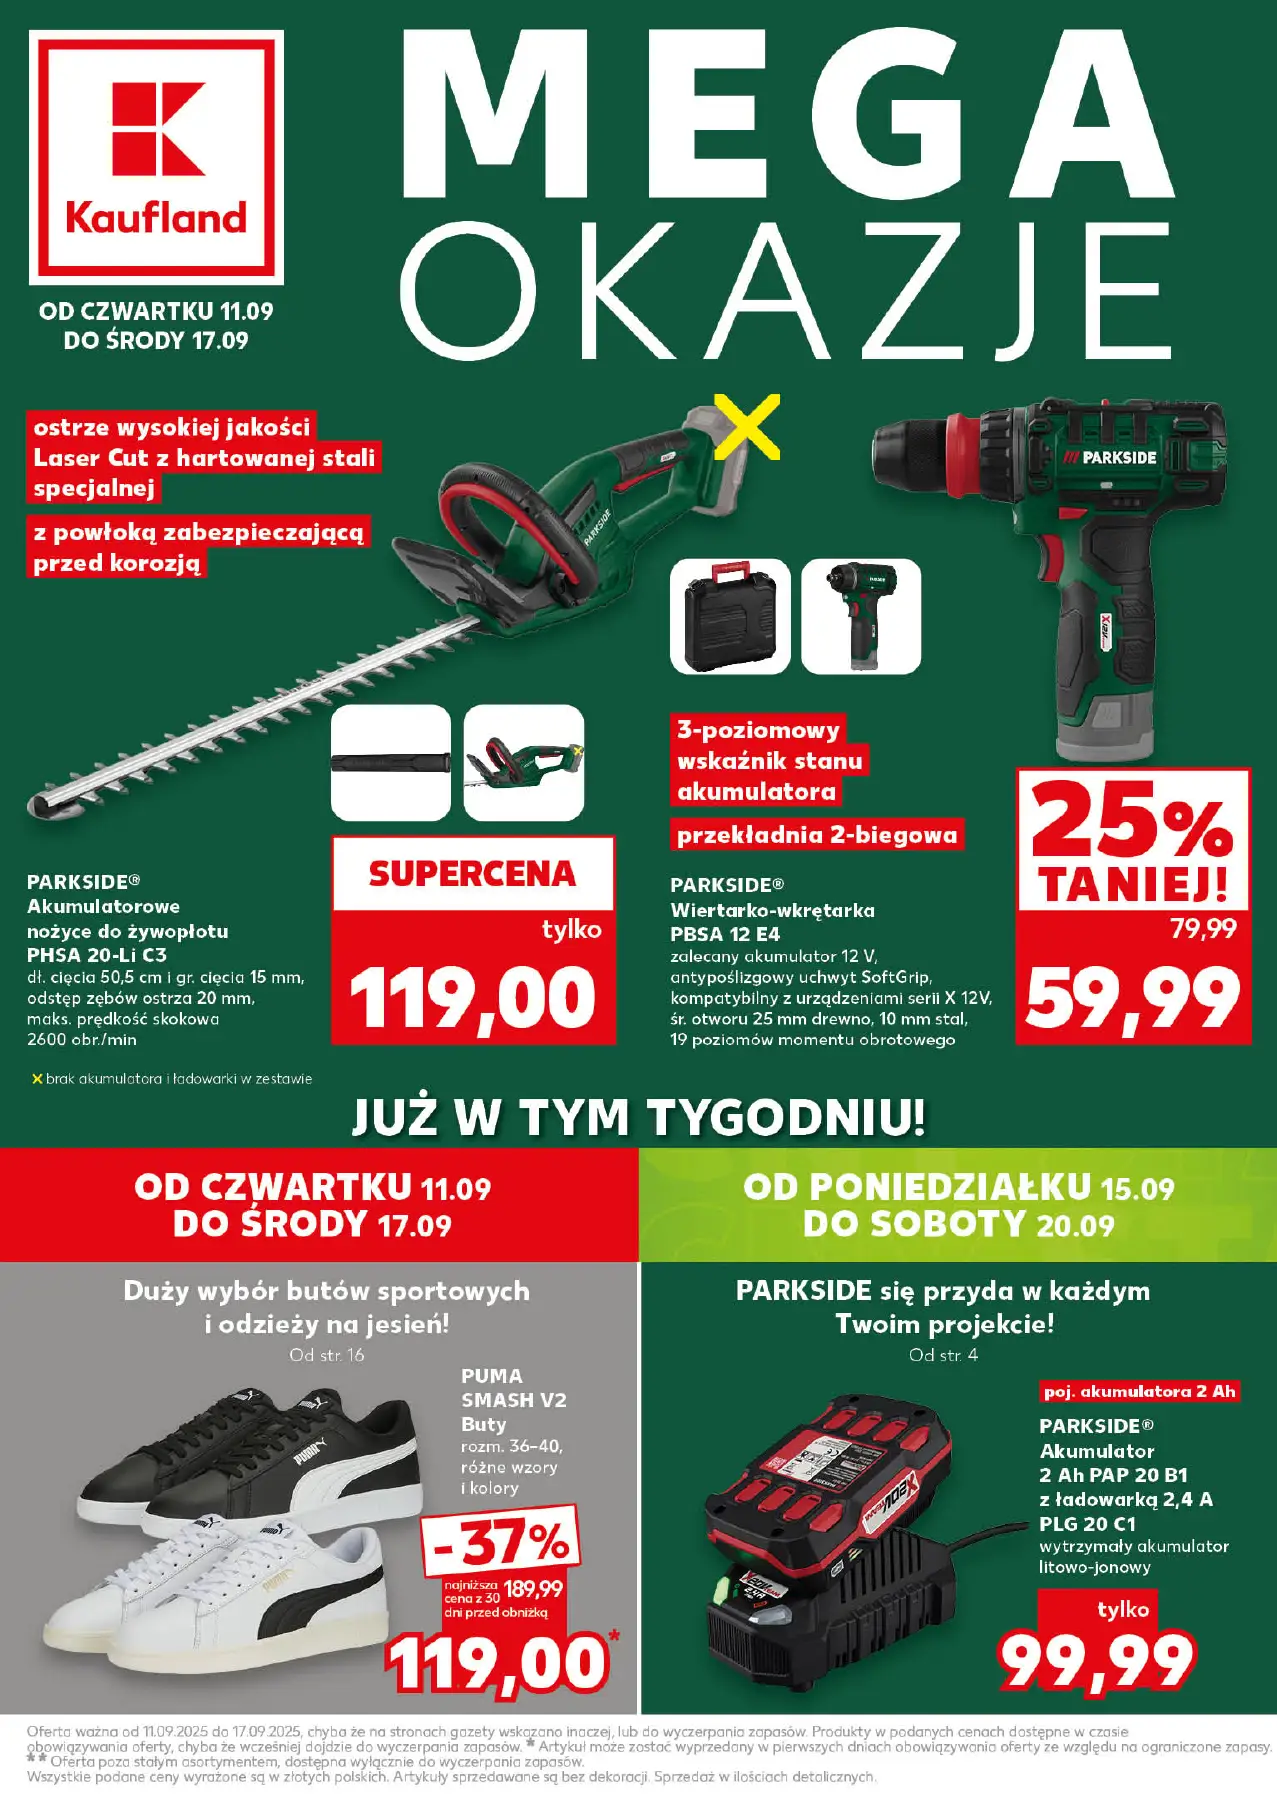 Kaufland
OD CZWARTKU 11.09
DO ŚRODY 17.09
MEGA
OKAZJE
ostrze wysokiej jakości
Laser Cut z hartowanej stali
specjalnej
z powłoką zabezpieczającą
przed korozją
PARKSIDE
/// PARKSIDE
PARKSIDE
X12V
3-poziomowy
wskaźnik stanu
akumulatora
przekładnia 2-biegowa
PARKSIDE®
Akumulatorowe
nożyce do żywopłotu
PHSA 20-Li C3
dł. cięcia 50,5 cm i gr. cięcia 15 mm,
odstęp zębów ostrza 20 mm,
maks. prędkość skokowa
2600 obr./min
X brak akumulatora i ładowarki w zestawie
SUPERCENA
tylko
119,00
PARKSIDE®
Wiertarko-wkrętarka
PBSA 12 E4
zalecany akumulator 12 V,
antypoślizgowy uchwyt SoftGrip,
kompatybilny z urządzeniami serii X 12V,
śr. otworu 25 mm drewno, 10 mm stal,
19 poziomów momentu obrotowego
25%
TANIEJ!
79,99
59,99
JUŻ W TYM TYGODNIU!
OD CZWARTKU 11.09
DO ŚRODY 17.09
OD PONIEDZIAŁKU 15.09
DO SOBOTY 20.09
Duży wybór butów sportowych
i odzieży na jesień!
Od str. 16
PUMA
SMASH V2
Buty
rozm. 36–40,
różne wzory
i kolory
-37%
najniższa
cena z 30
dni przed obniżką
189,99
119,00*
PARKSIDE się przyda w każdym
Twoim projekcie!
Od str. 4
poj. akumulatora 2 Ah
PARKSIDE®
Akumulator
2 Ah PAP 20 B1
z ładowarką 2,4 A
PLG 20 C1
wytrzymały akumulator
litowo-jonowy
X20V
tylko
99,99
Oferta ważna od 11.09.2025 do 17.09.2025, chyba że na stronach gazety wskazano inaczej, lub do wyczerpania zapasów. Produkty w podanych cenach dostępne w czasie
obowiązywania oferty, chyba że wcześniej dojdzie do wyczerpania zapasów. * Artykuł może zostać wyprzedany w pierwszych dniach obowiązywania oferty ze względu na ograniczone zapasy.
** Oferta poza stałym asortymentem, dostępna wyłącznie do wyczerpania zapasów.
Wszystkie podane ceny wyrażone są w złotych polskich. Artykuły sprzedawane są bez dekoracji. Sprzedaż w ilościach detalicznych.